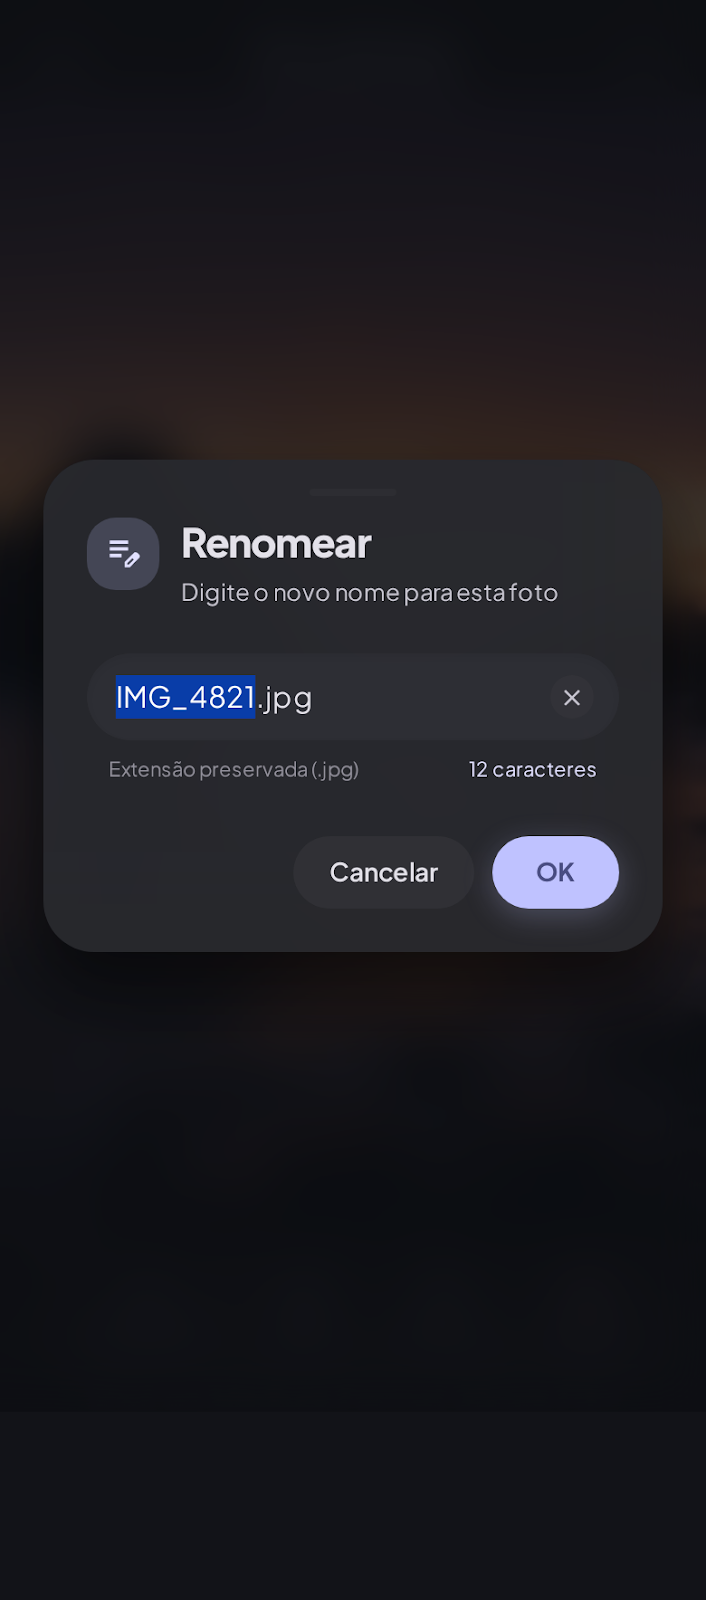 Renomear
Digite o novo nome para esta foto
IMG_4821.jpg
Extensão preservada (.jpg)
12 caracteres
Cancelar
OK